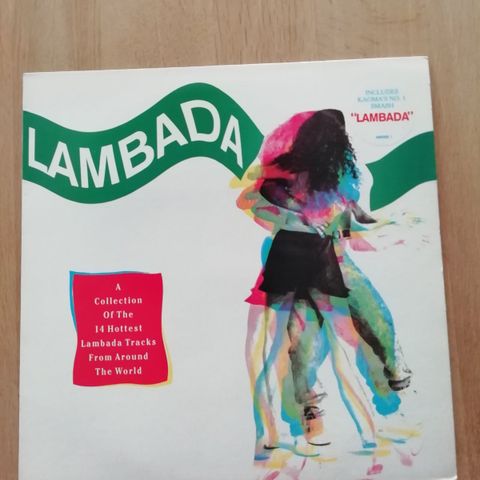 LAMBADA
INCLUDES
KAOMA'S NO. 1
SMASH
"LAMBADA"
A
Collection
Of The
14 Hottest
Lambada Tracks
From Around
The World